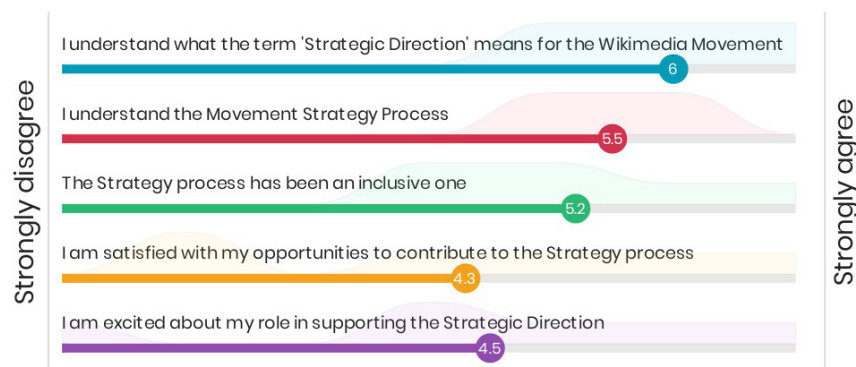 Strongly disagree
I understand what the term 'Strategic Direction' means for the Wikimedia Movement
6
I understand the Movement Strategy Process
5.5
The Strategy process has been an inclusive one
5.2
I am satisfied with my opportunities to contribute to the Strategy process
4.3
I am excited about my role in supporting the Strategic Direction
4.5
Strongly agree